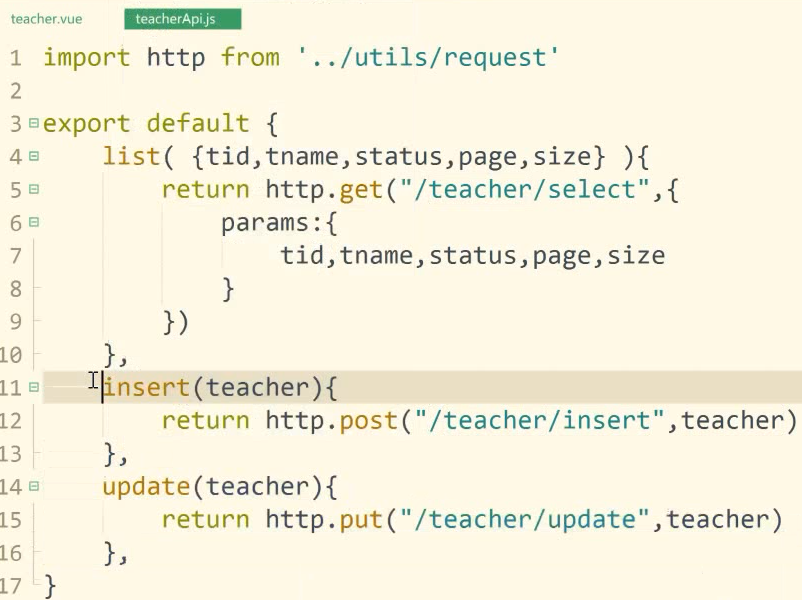 teacher.vue teacherApi.js
1 import http from '../utils/request'
2
3 export default {
4 list( {tid,tname,status,page,size} ){
5 return http.get("/teacher/select",{
6 params:{
7 tid,tname,status,page,size
8 }
9 })
10 },
11 insert(teacher){
12 return http.post("/teacher/insert",teacher)
13 },
14 update(teacher){
15 return http.put("/teacher/update",teacher)
16 },
17 }